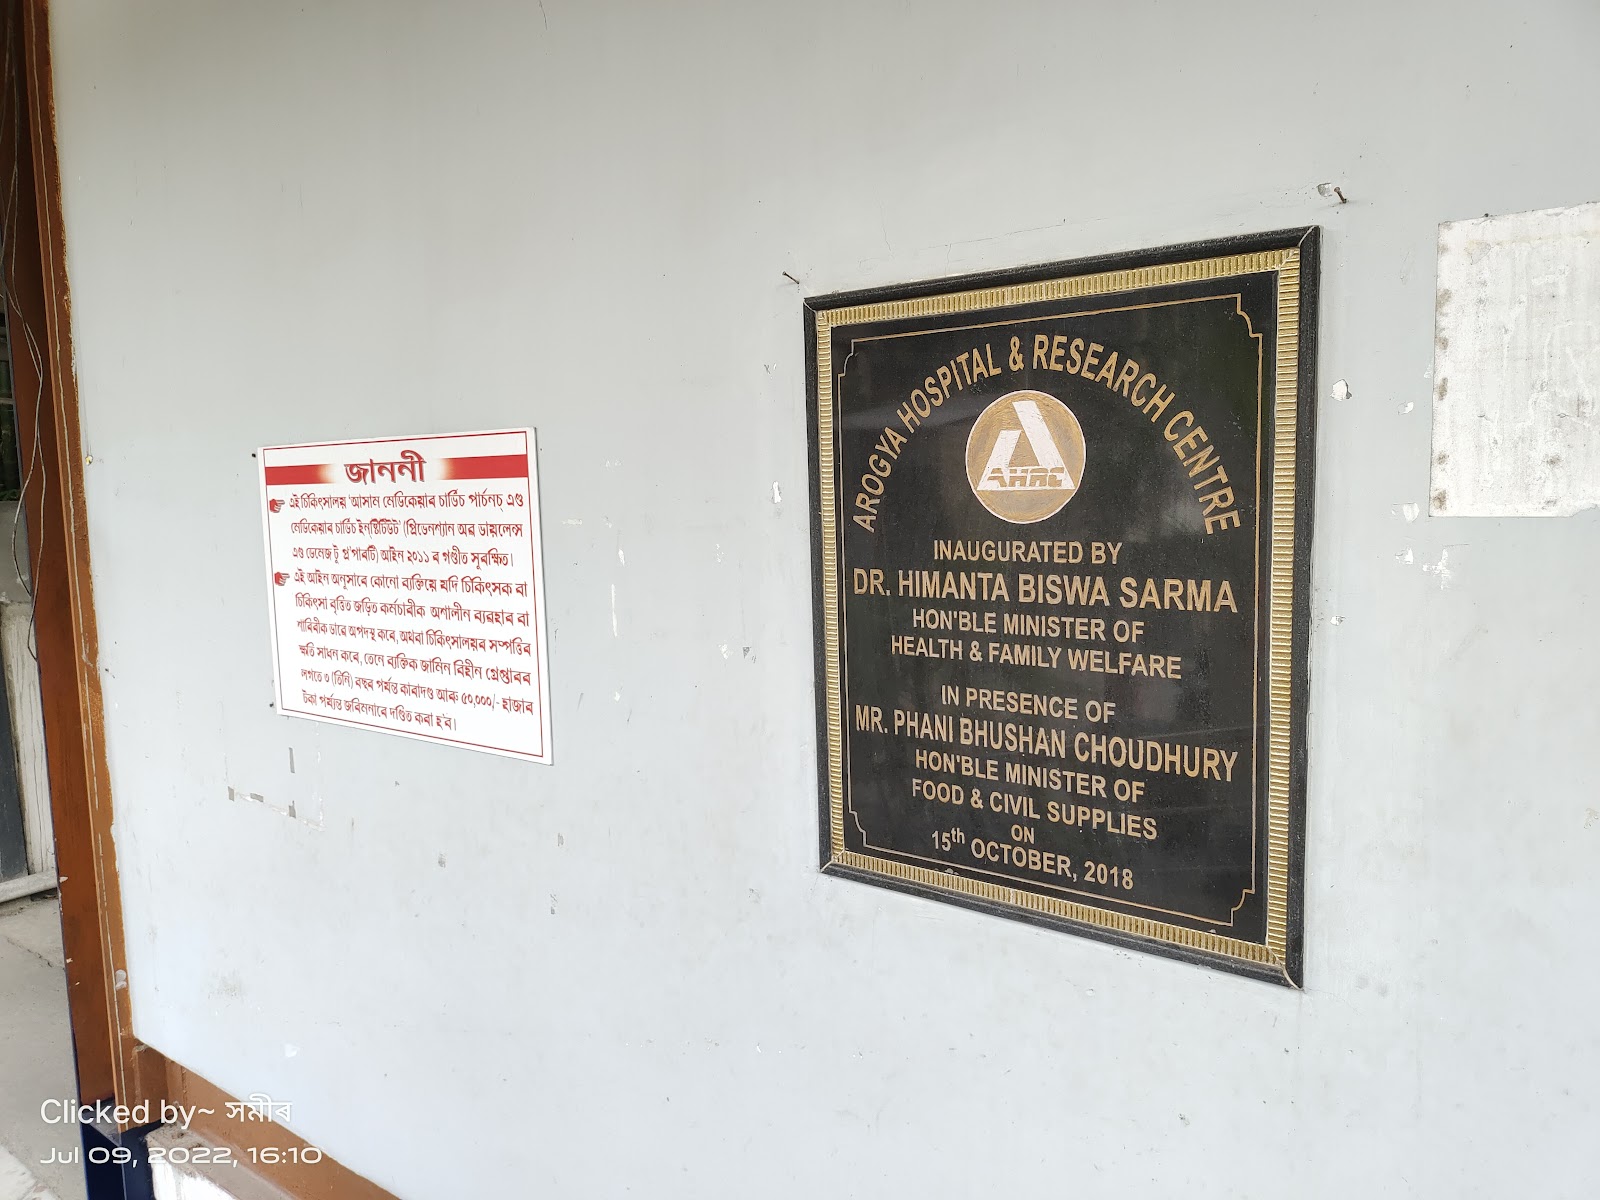 জাননী
এই চিকিৎসালয় 'আসাম মেডিকেয়াৰ চাৰ্ভিচ পাৰ্চনচ্ এণ্ড
মেডিকেয়াৰ চাৰ্ভিচ ইন্ষ্টিটিউট' (প্ৰিভেনশ্যান অৱ ভায়লেন্স
এণ্ড ডেমেজ টু প্ৰ'পাৰটি) আইন ২০১১ ৰ গণ্ডীত সূৰক্ষিত।
এই আইন অনুসাৰে কোনো ব্যক্তিয়ে যদি চিকিৎসক বা
চিকিৎসা বৃত্তিত জড়িত কৰ্মচাৰীক অশালীন ব্যৱহাৰ বা
শাৰিৰীক ভাৱে অপদস্থ কৰে, অথবা চিকিৎসালয়ৰ সম্পত্তিৰ
ক্ষতি সাধন কৰে, তেনে ব্যক্তিক জামিন বিহীন গ্ৰেপ্তাৰৰ
লগতে ৩ (তিনি) বছৰ পৰ্যন্ত কাৰাদণ্ড আৰু ৫০,০০০/- হাজাৰ
টকা পৰ্য্যন্ত জৰিমনাৰে দণ্ডিত কৰা হ'ব।
AROGYA HOSPITAL & RESEARCH CENTRE
AHRC
INAUGURATED BY
DR. HIMANTA BISWA SARMA
HON'BLE MINISTER OF
HEALTH & FAMILY WELFARE
IN PRESENCE OF
MR. PHANI BHUSHAN CHOUDHURY
HON'BLE MINISTER OF
FOOD & CIVIL SUPPLIES
ON
15th OCTOBER, 2018
Clicked by~ সমীৰ
Jul 09, 2022, 16:10